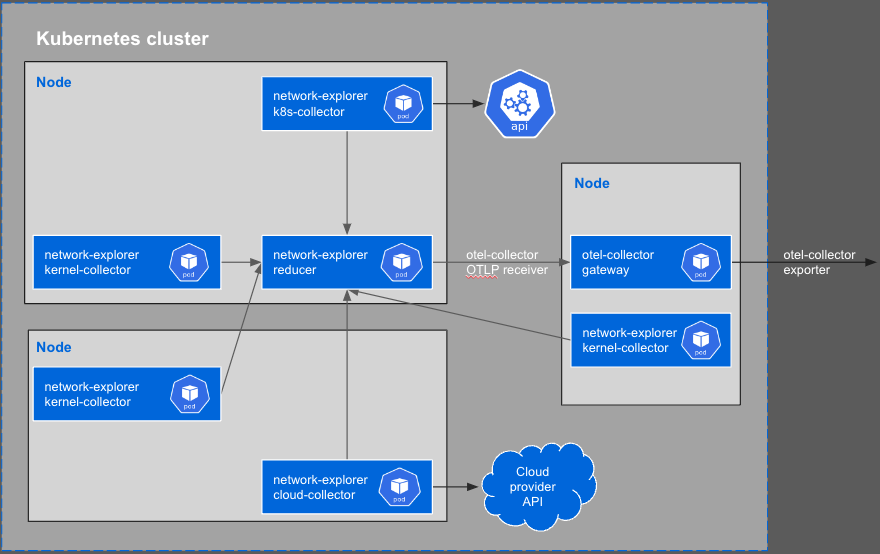 Kubernetes cluster
Node
network-explorer
k8s-collector
pod
api
Node
network-explorer
kernel-collector
pod
network-explorer
reducer
pod
otel-collector
OTLP receiver
otel-collector
gateway
pod
otel-collector
exporter
network-explorer
kernel-collector
pod
Node
network-explorer
kernel-collector
pod
network-explorer
cloud-collector
pod
Cloud
provider
API